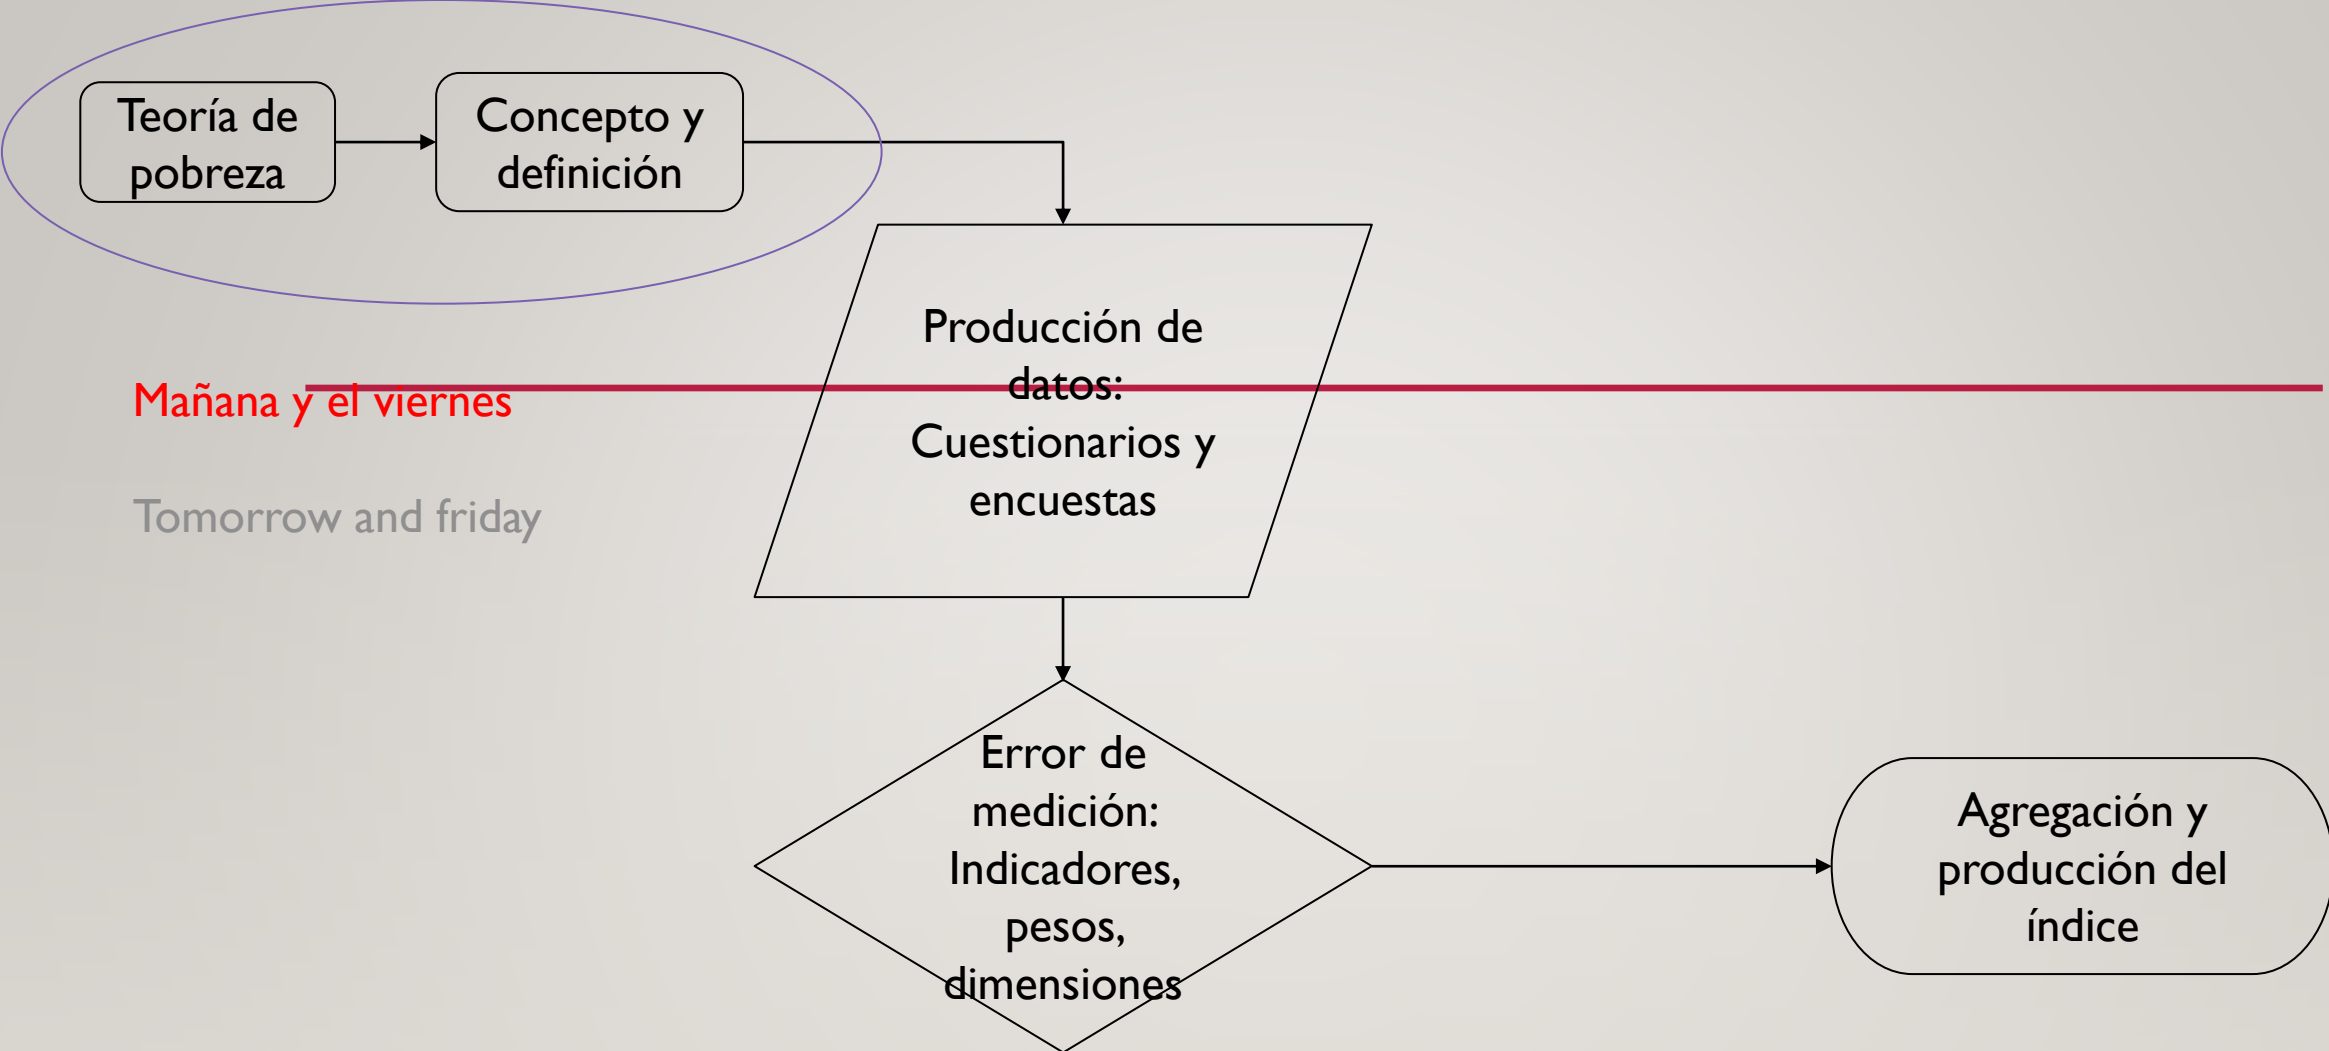 Teoría de
pobreza
Concepto y
definición
Producción de
datos:
Cuestionarios y
encuestas
Mañana y el viernes
Tomorrow and friday
Error de
medición:
Indicadores,
pesos,
dimensiones
Agregación y
producción del
índice